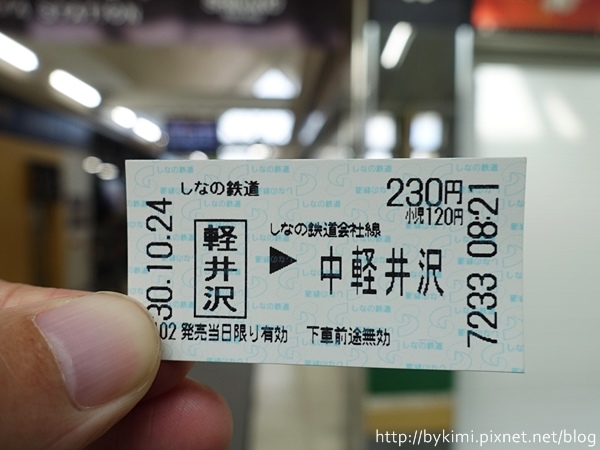 しなの鉄道
230円
小児120円
しなの鉄道会社線
軽井沢 ▶ 中軽井沢
30.10.24
7233 08:21
02 発売当日限り有効 下車前途無効
http://bykimi.pixnet.net/blog